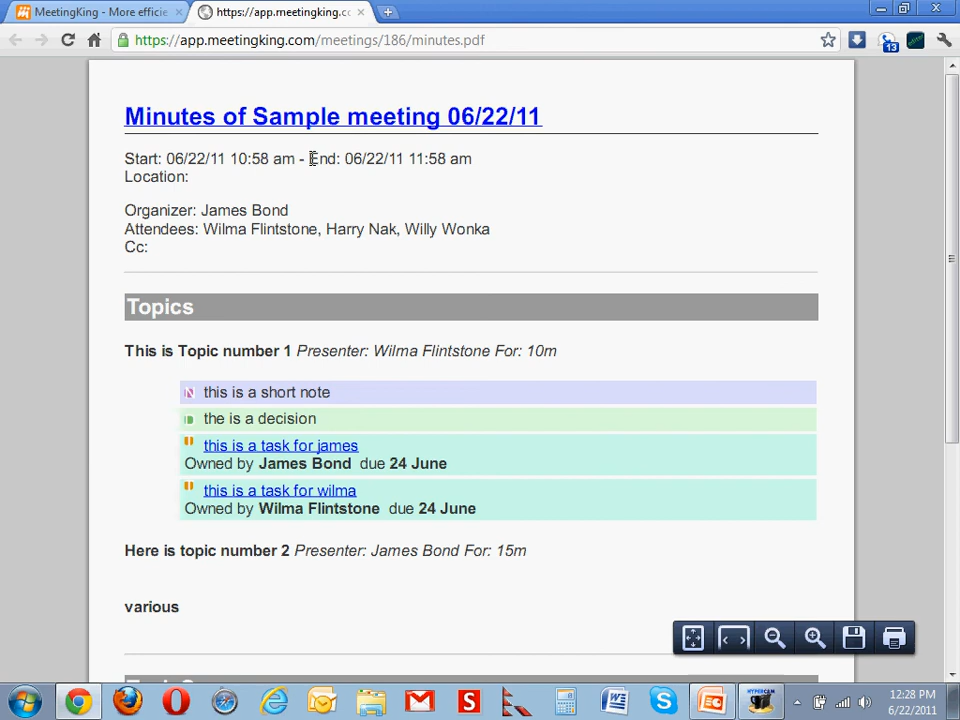 MeetingKing - More efficie
https://app.meetingking.co
https://app.meetingking.com/meetings/186/minutes.pdf
13
Minutes of Sample meeting 06/22/11
Start: 06/22/11 10:58 am - End: 06/22/11 11:58 am
Location:
Organizer: James Bond
Attendees: Wilma Flintstone, Harry Nak, Willy Wonka
Cc:
Topics
This is Topic number 1 Presenter: Wilma Flintstone For: 10m
N this is a short note
D the is a decision
this is a task for james
Owned by James Bond due 24 June
this is a task for wilma
Owned by Wilma Flintstone due 24 June
Here is topic number 2 Presenter: James Bond For: 15m
various
HYPERCAM
12:28 PM
6/22/2011